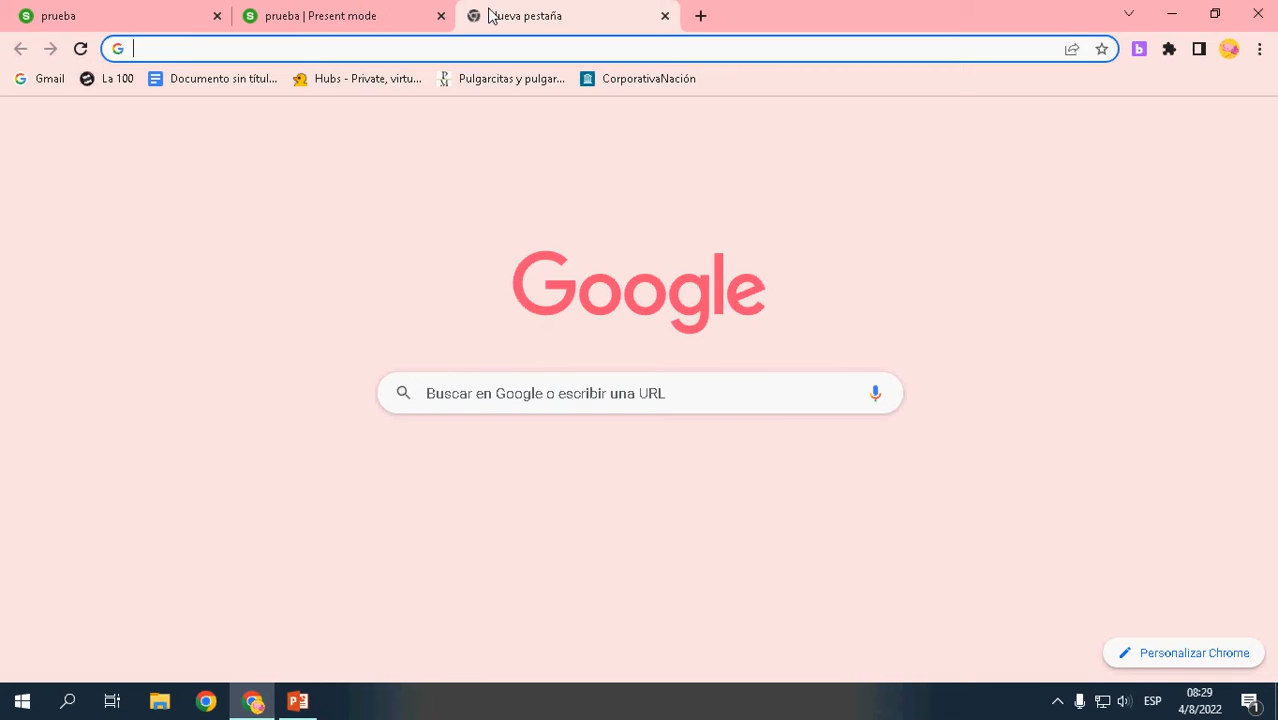 prueba
prueba | Present mode
ueva pestaña
Gmail
La 100
Documento sin títul...
Hubs - Private, virtu...
Pulgarcitas y pulgar...
CorporativaNación
Google
Buscar en Google o escribir una URL
Personalizar Chrome
ESP
08:29
4/8/2022
1